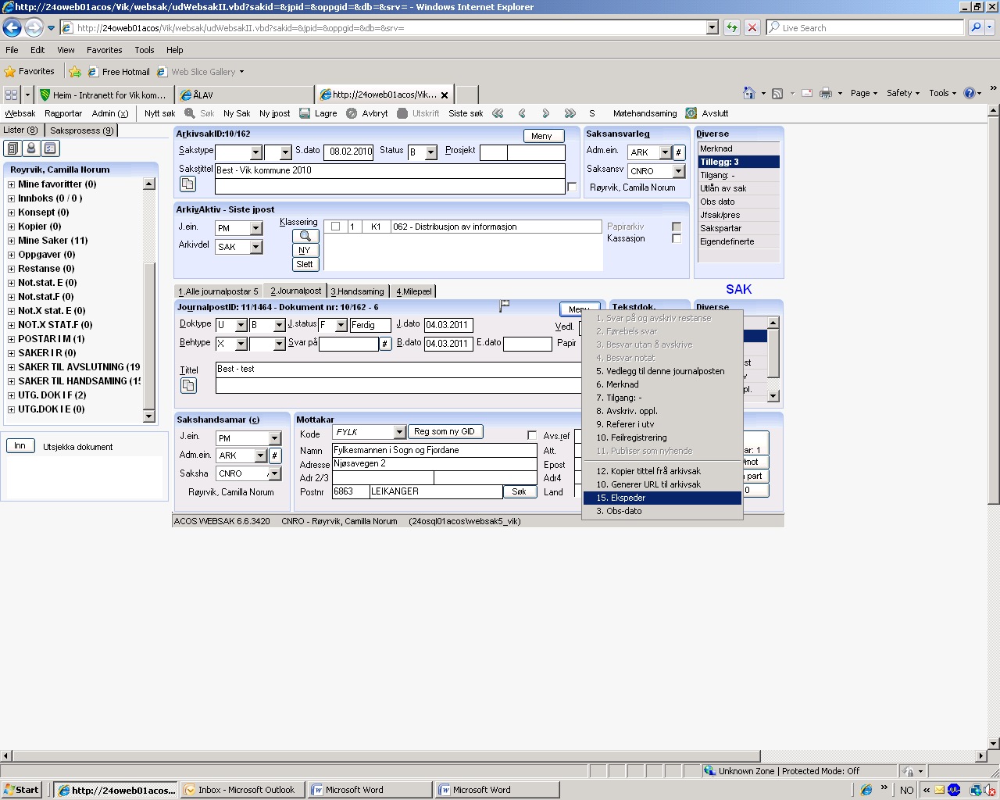 http://24oweb01acos/Vik/websak/udWebsakII.vbd?sakid=&jpid=&oppgid=&db=&srv= - Windows Internet Explorer
http://24oweb01acos/Vik/websak/udWebsakII.vbd?sakid=&jpid=&oppgid=&db=&srv=
Live Search
File Edit View Favorites Tools Help
Favorites Free Hotmail Web Slice Gallery
Heim - Intranett for Vik kom... ÅLAV http://24oweb01acos/Vik... Page Safety Tools
Websak Rapportar Admin (x) Nytt søk Søk Ny Sak Ny jpost Lagre Avbryt Utskrift Siste søk S Møtehandsaming Avslutt
Lister (8) Saksprosess (9)
Røyrvik, Camilla Norum
Mine favoritter (0)
Innboks (0 / 0 )
Konsept (0)
Kopier (0)
Mine Saker (11)
Oppgaver (0)
Restanse (0)
Not.stat. E (0)
Not.stat.F (0)
Not.X stat. E (0)
NOT.X STAT.F (0)
POSTAR I M (1)
SAKER I R (0)
SAKER TIL AVSLUTNING (19
SAKER TIL HANDSAMING (15
UTG. DOK I F (2)
UTG.DOK I E (0)
Inn Utsjekka dokument
ArkivsakID:10/162 Meny
Sakstype S.dato 08.02.2010 Status B Prosjekt
Sakstittel Best - Vik kommune 2010
Saksansvarleg
Adm.ein. ARK #
Saksansv CNRO
Røyrvik, Camilla Norum
Diverse
Merknad
Tillegg: 3
Tilgang: -
Utlån av sak
Obs dato
Jfsak/pres
Sakspartar
Eigendefinerte
ArkivAktiv - Siste jpost
J.ein. PM Klassering 1 K1 062 - Distribusjon av informasjon Papirarkiv
Arkivdel SAK NY Kassasjon
Slett
1.Alle journalpostar 5 2.Journalpost 3.Handsaming 4.Milepæl SAK
JournalpostID: 11/1464 - Dokument nr: 10/162 - 6 Meny Tekstdok. Diverse
Doktype U B J.status F Ferdig J.dato 04.03.2011 Vedl.
Behtype X Svar på # B.dato 04.03.2011 E.dato Papir
Tittel Best - test
1. Svar på og avskriv restanse
2. Førebels svar
3. Besvar utan å avskrive
4. Besvar notat
5. Vedlegg til denne journalposten
6. Merknad
7. Tilgang: -
8. Avskriv. oppl.
9. Referer i utv
10. Feilregistrering
11. Publiser som nyhende
12. Kopier tittel frå arkivsak
10. Generer URL til arkivsak
15. Ekspeder
3. Obs-dato
st
v
pl.
Sakshandsamar (c)
J.ein. PM
Adm.ein. ARK #
Saksha CNRO
Røyrvik, Camilla Norum
Mottakar
Kode FYLK Reg som ny GID Avs.ref
Namn Fylkesmannen i Sogn og Fjordane Att.
Adresse Njøsavegen 2 Epost
Adr 2/3 Adr4
Postnr 6863 LEIKANGER Søk Land
ar: 1
/not
part
0
ACOS WEBSAK 6.6.3420 CNRO - Røyrvik, Camilla Norum (24osql01acos\websak5_vik)
Unknown Zone | Protected Mode: Off
Start http://24oweb01acos... Inbox - Microsoft Outlook Microsoft Word Microsoft Word NO